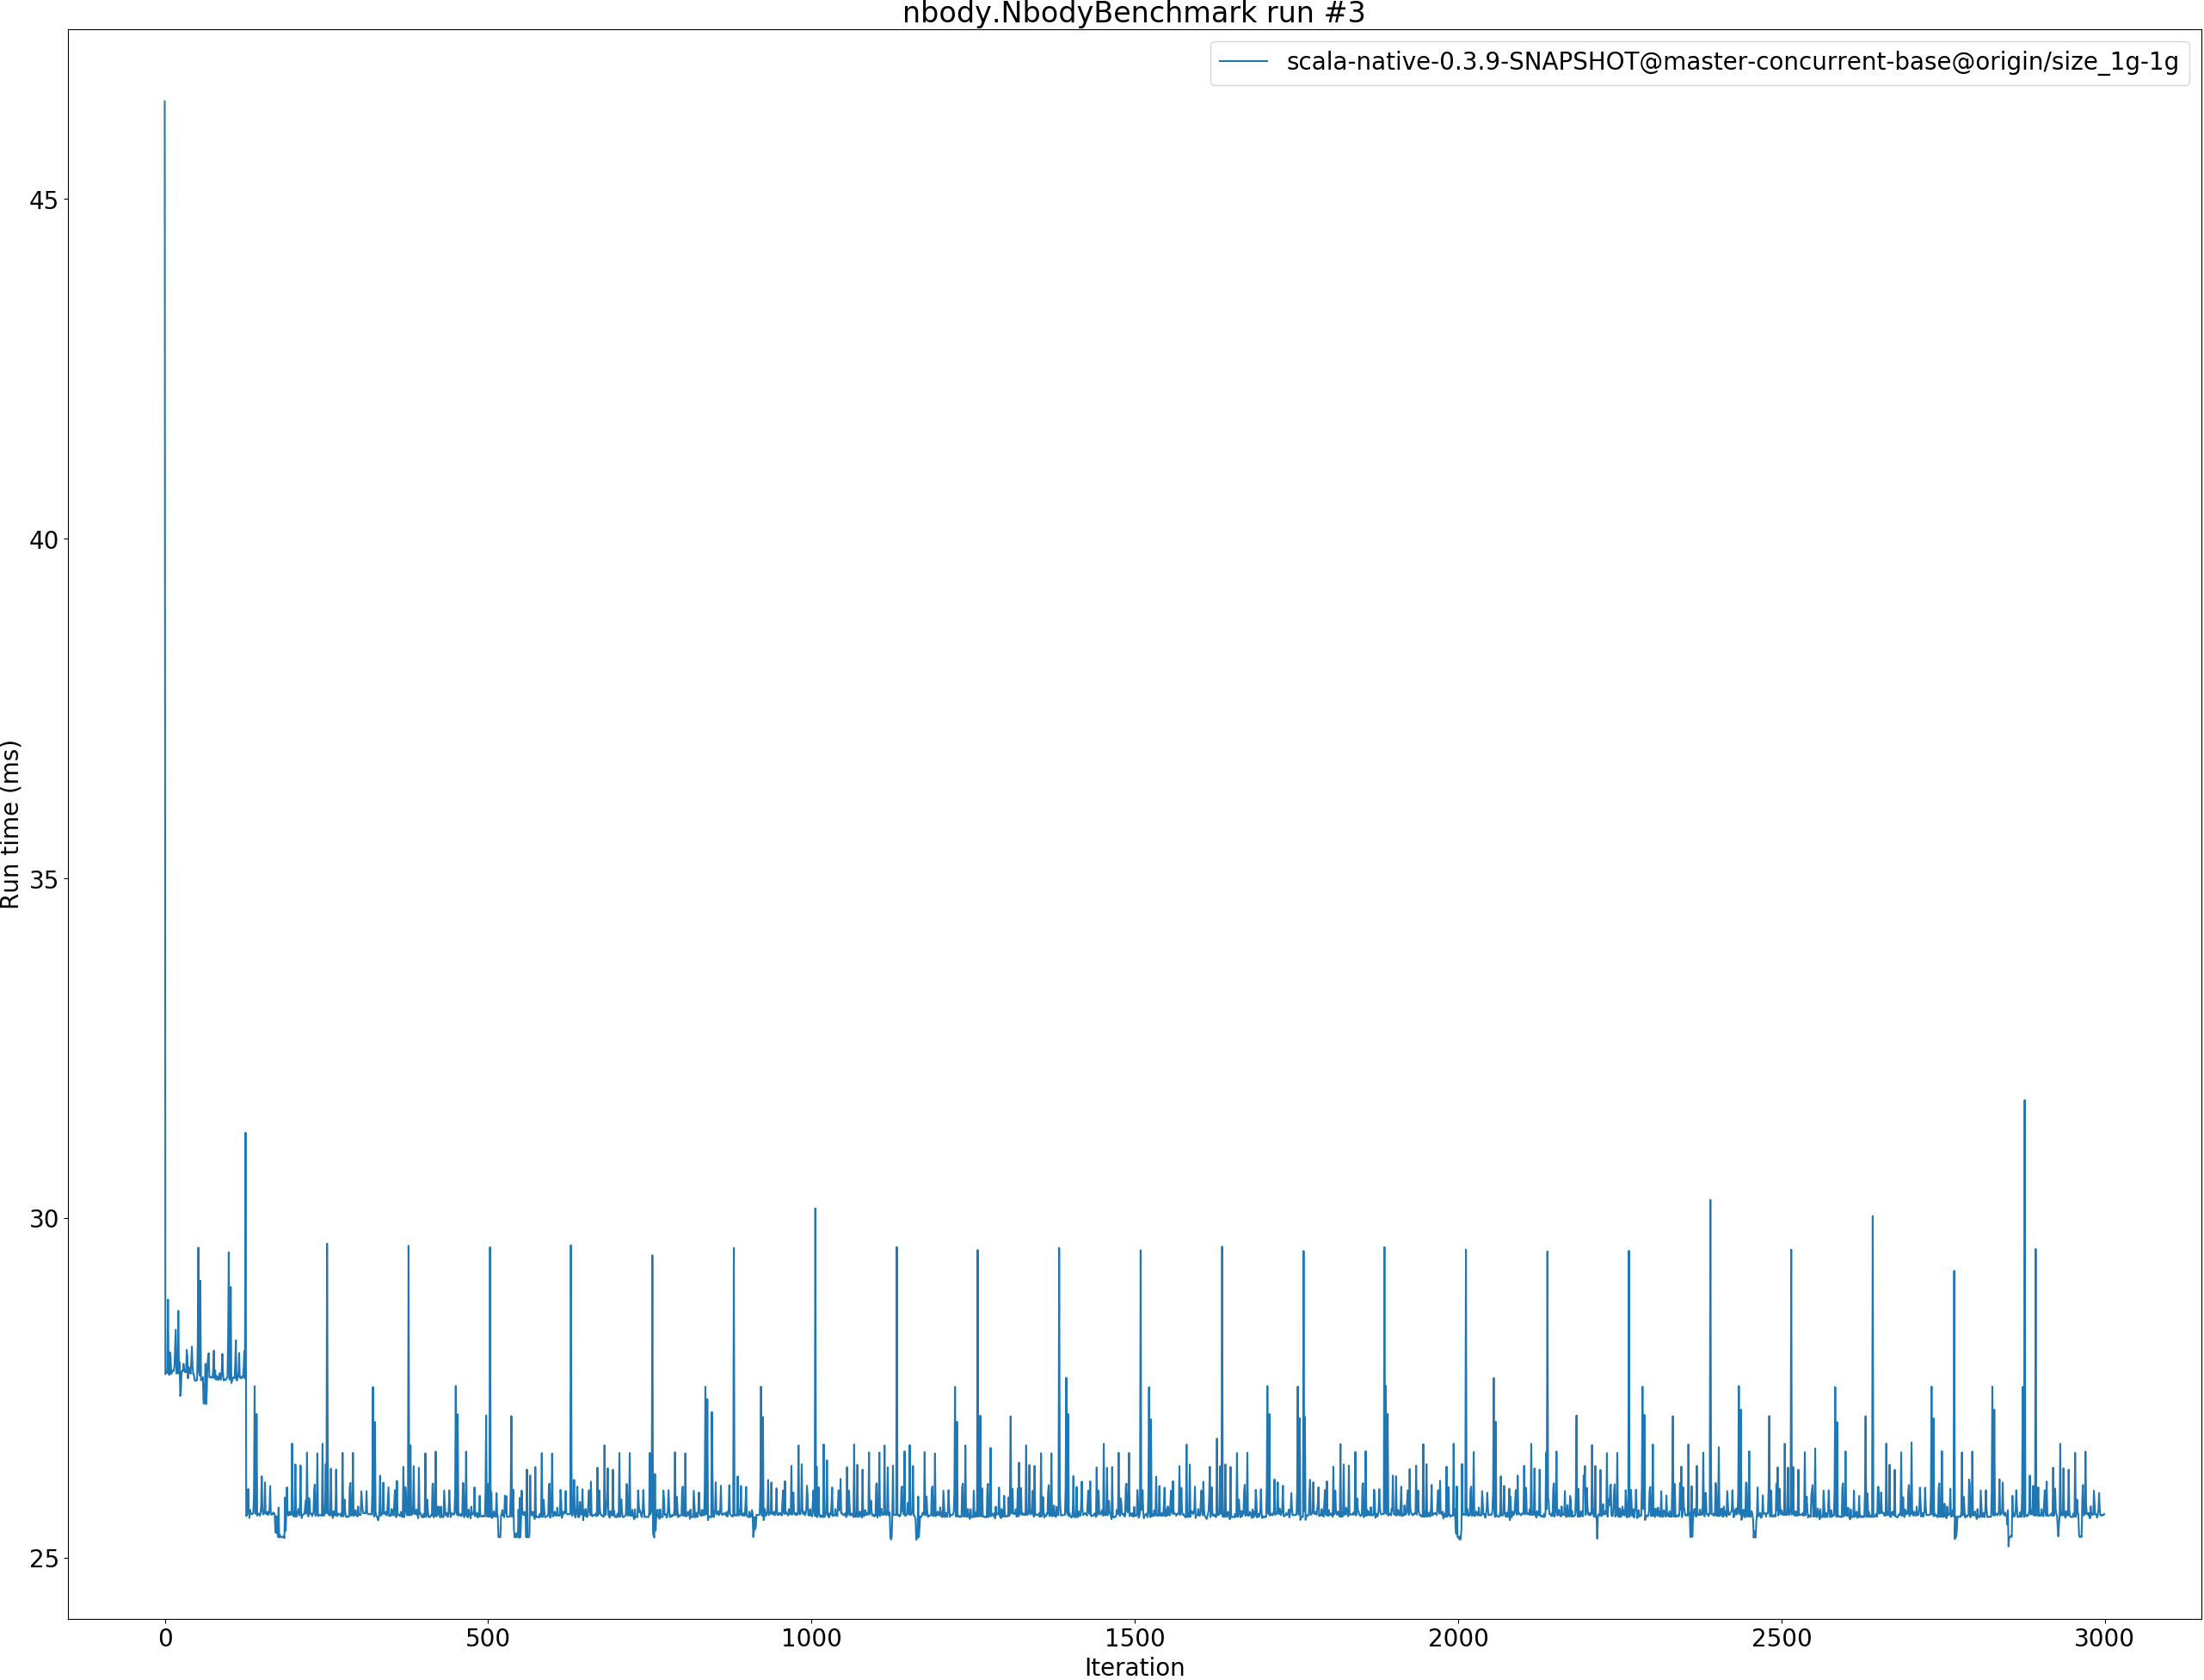 nbody.NbodyBenchmark run #3
scala-native-0.3.9-SNAPSHOT@master-concurrent-base@origin/size_1g-1g
45
40
35
30
25
Run time (ms)
0 500 1000 1500 2000 2500 3000
Iteration